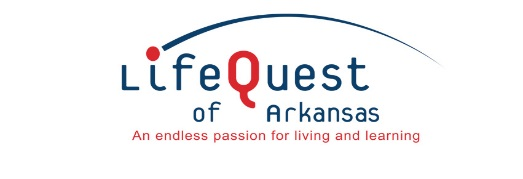 LifeQuest
of Arkansas
An endless passion for living and learning